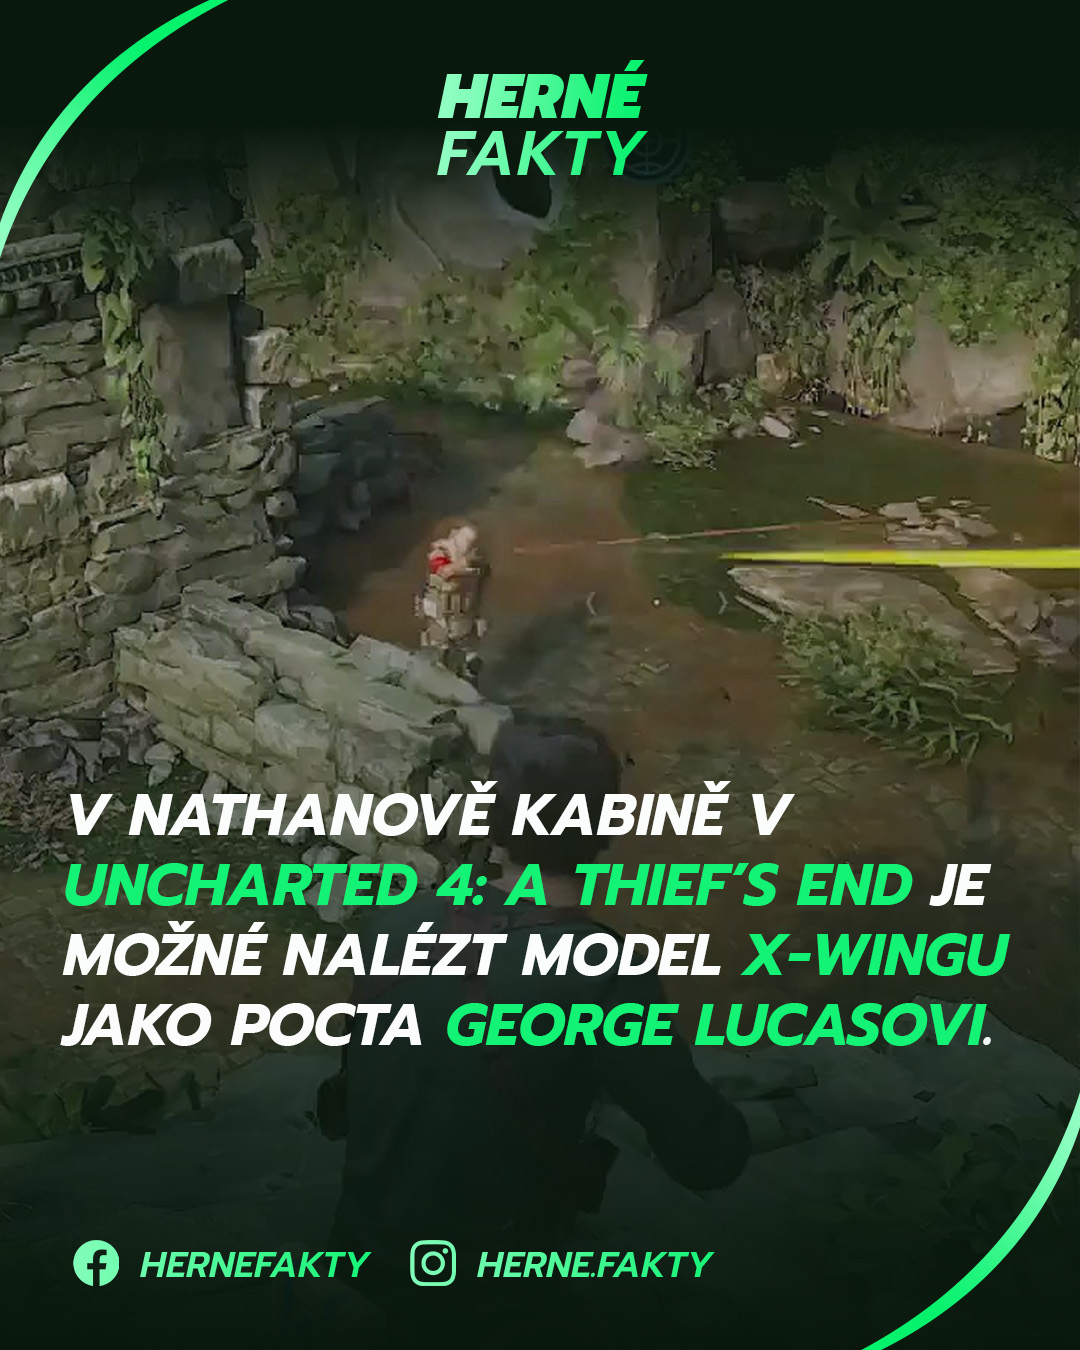 HERNÉ
FAKTY
V NATHANOVĚ KABINĚ V
UNCHARTED 4: A THIEF'S END JE
MOŽNÉ NALÉZT MODEL X-WINGU
JAKO POCTA GEORGE LUCASOVI.
HERNEFAKTY HERNE.FAKTY